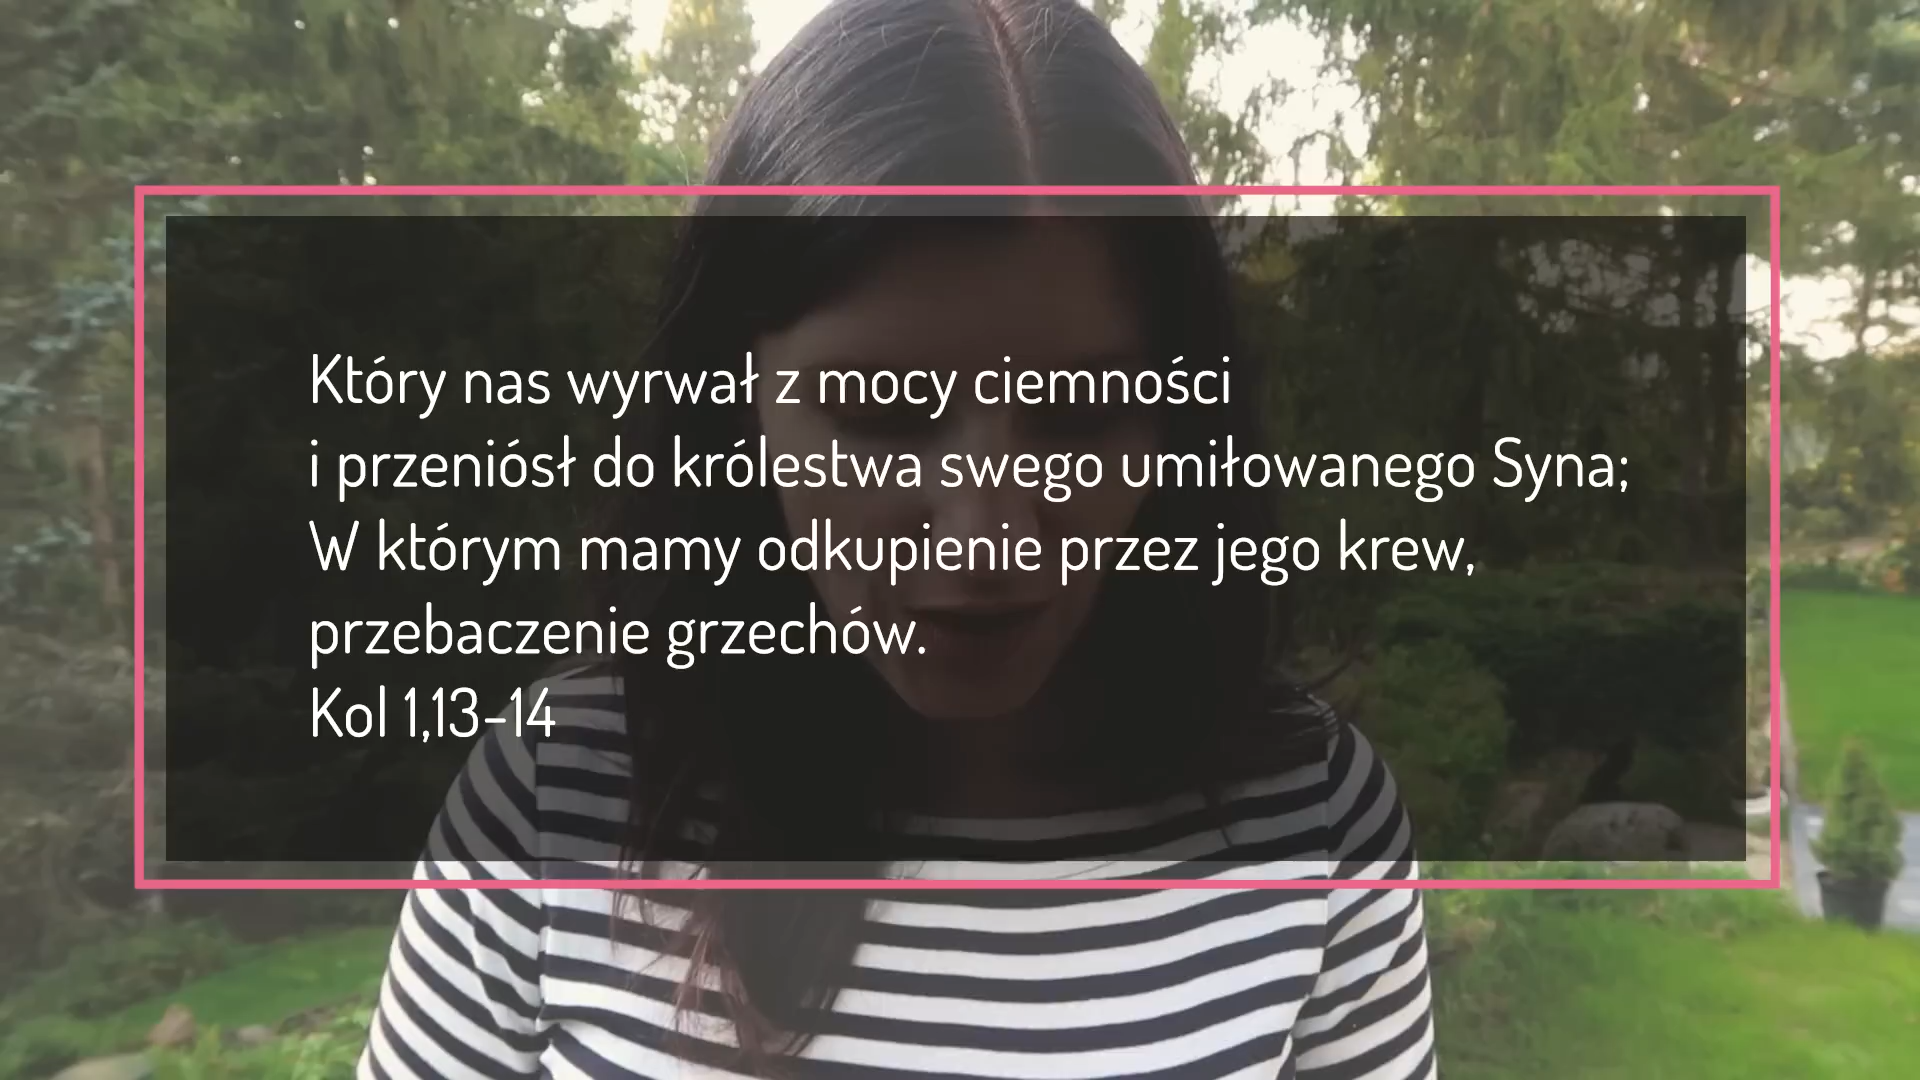 Który nas wyrwał z mocy ciemności
i przeniósł do królestwa swego umiłowanego Syna;
W którym mamy odkupienie przez jego krew,
przebaczenie grzechów.
Kol 1,13-14